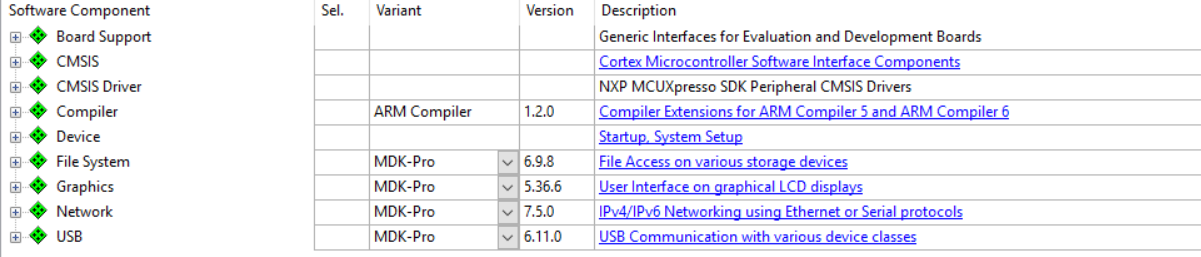 Software Component Sel. Variant Version Description
Board Support Generic Interfaces for Evaluation and Development Boards
CMSIS Cortex Microcontroller Software Interface Components
CMSIS Driver NXP MCUXpresso SDK Peripheral CMSIS Drivers
Compiler ARM Compiler 1.2.0 Compiler Extensions for ARM Compiler 5 and ARM Compiler 6
Device Startup, System Setup
File System MDK-Pro 6.9.8 File Access on various storage devices
Graphics MDK-Pro 5.36.6 User Interface on graphical LCD displays
Network MDK-Pro 7.5.0 IPv4/IPv6 Networking using Ethernet or Serial protocols
USB MDK-Pro 6.11.0 USB Communication with various device classes